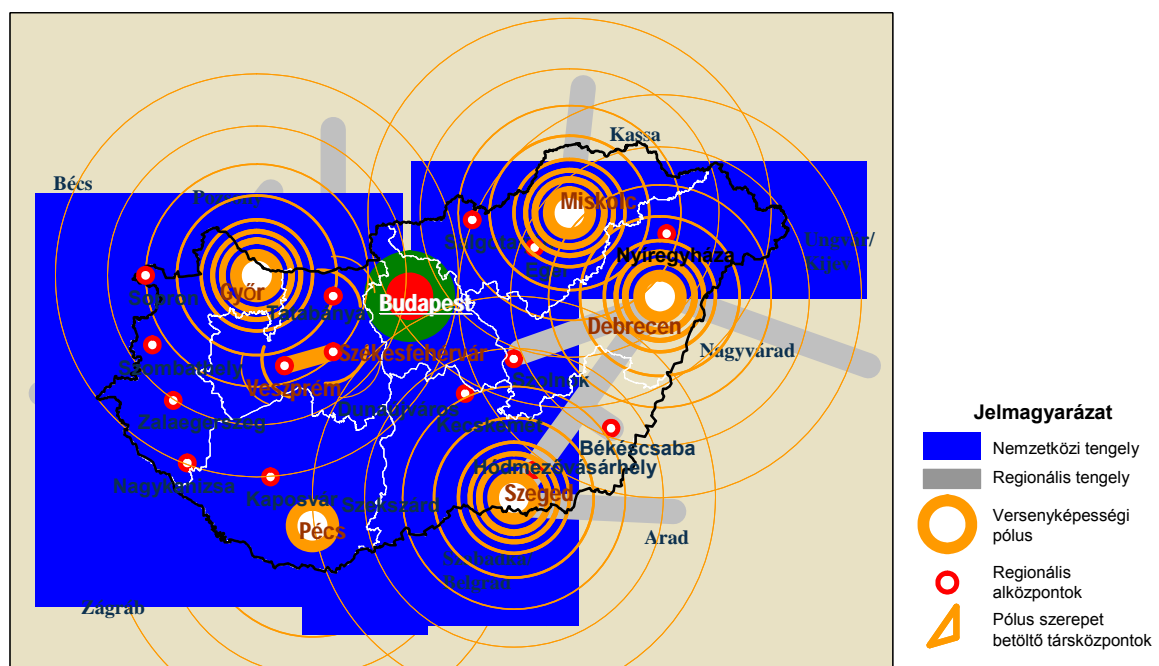 Kassa
Bécs
Miskolc
Salgótarján
Ungvár/
Kijev
Eger
Nyíregyháza
Győr
Sopron
Tatabánya
Budapest
Debrecen
Székesfehérvár
Nagyvárad
Szombathely
Veszprém
Szolnok
Dunaújváros
Kecskemét
Zalaegerszeg
Békéscsaba
Hódmezővásárhely
Nagykanizsa
Kaposvár
Szekszárd
Szeged
Pécs
Arad
Szabadka/
Belgrád
Zágráb
Jelmagyarázat
Nemzetközi tengely
Regionális tengely
Versenyképességi
pólus
Regionális
alközpontok
Pólus szerepet
betöltő társközpontok